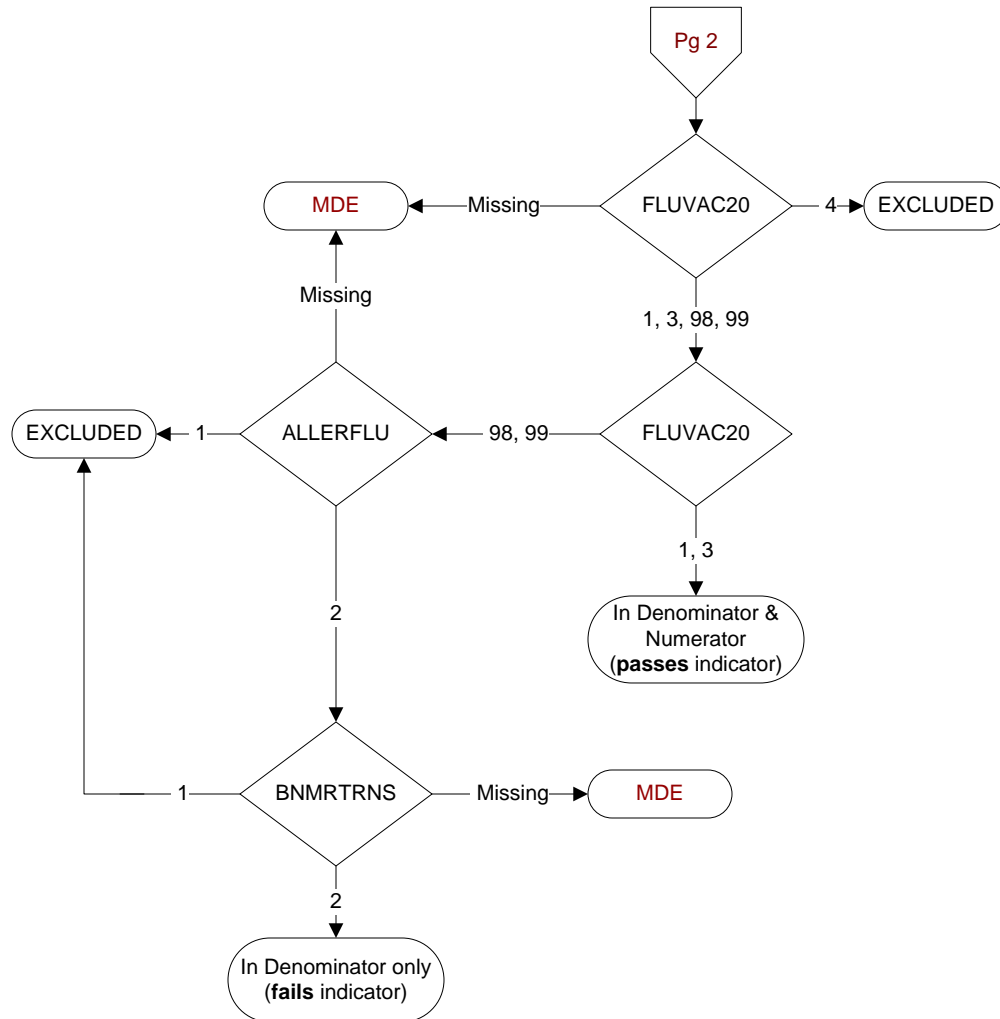 Pg 2
MDE
Missing
FLUVAC20
4
EXCLUDED
Missing
1, 3, 98, 99
EXCLUDED
1
ALLERFLU
98, 99
FLUVAC20
1, 3
2
In Denominator &
Numerator
(passes indicator)
1
BNMRTRNS
Missing
MDE
2
In Denominator only
(fails indicator)